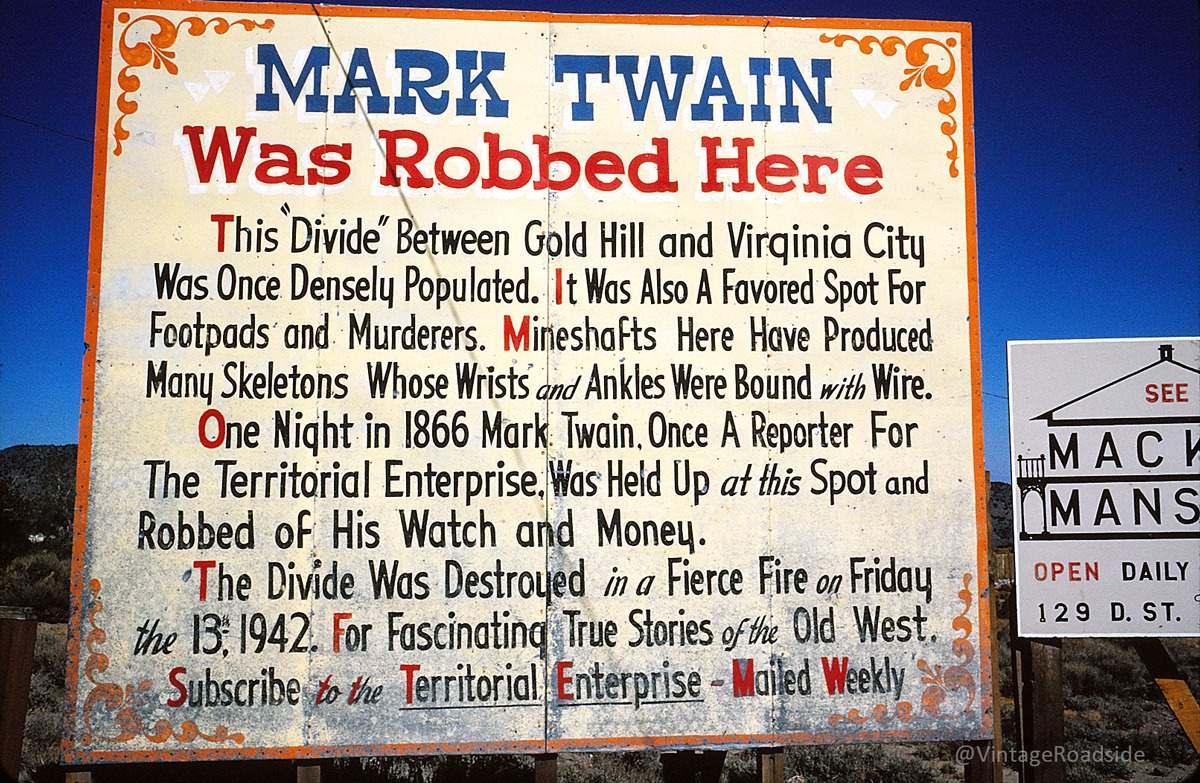 MARK TWAIN
Was Robbed Here
This "Divide" Between Gold Hill and Virginia City
Was Once Densely Populated. It Was Also A Favored Spot For
Footpads and Murderers. Mineshafts Here Have Produced
Many Skeletons Whose Wrists and Ankles Were Bound with Wire.
One Night in 1866 Mark Twain, Once A Reporter For
The Territorial Enterprise, Was Held Up at this Spot and
Robbed of His Watch and Money.
The Divide Was Destroyed in a Fierce Fire on Friday
the 13th, 1942. For Fascinating True Stories of the Old West.
Subscribe to the Territorial Enterprise - Mailed Weekly
SEE
MACK
MANS
OPEN DAILY
129 D. ST.
@VintageRoadside